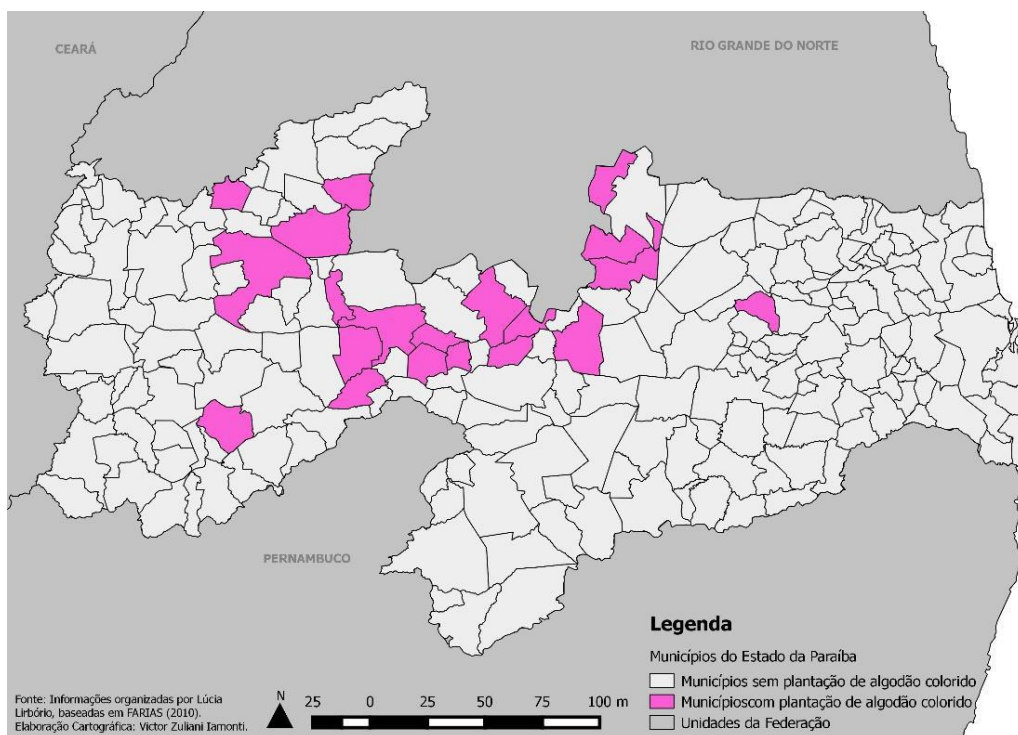 CEARÁ
RIO GRANDE DO NORTE
PERNAMBUCO
Legenda
Municípios do Estado da Paraíba
Municípios sem plantação de algodão colorido
Municípioscom plantação de algodão colorido
Unidades da Federação
Fonte: Informações organizadas por Lúcia
Lirbório, baseadas em FARIAS (2010).
Elaboração Cartográfica: Victor Zuliani Iamonti.
N
25 0 25 50 75 100 m